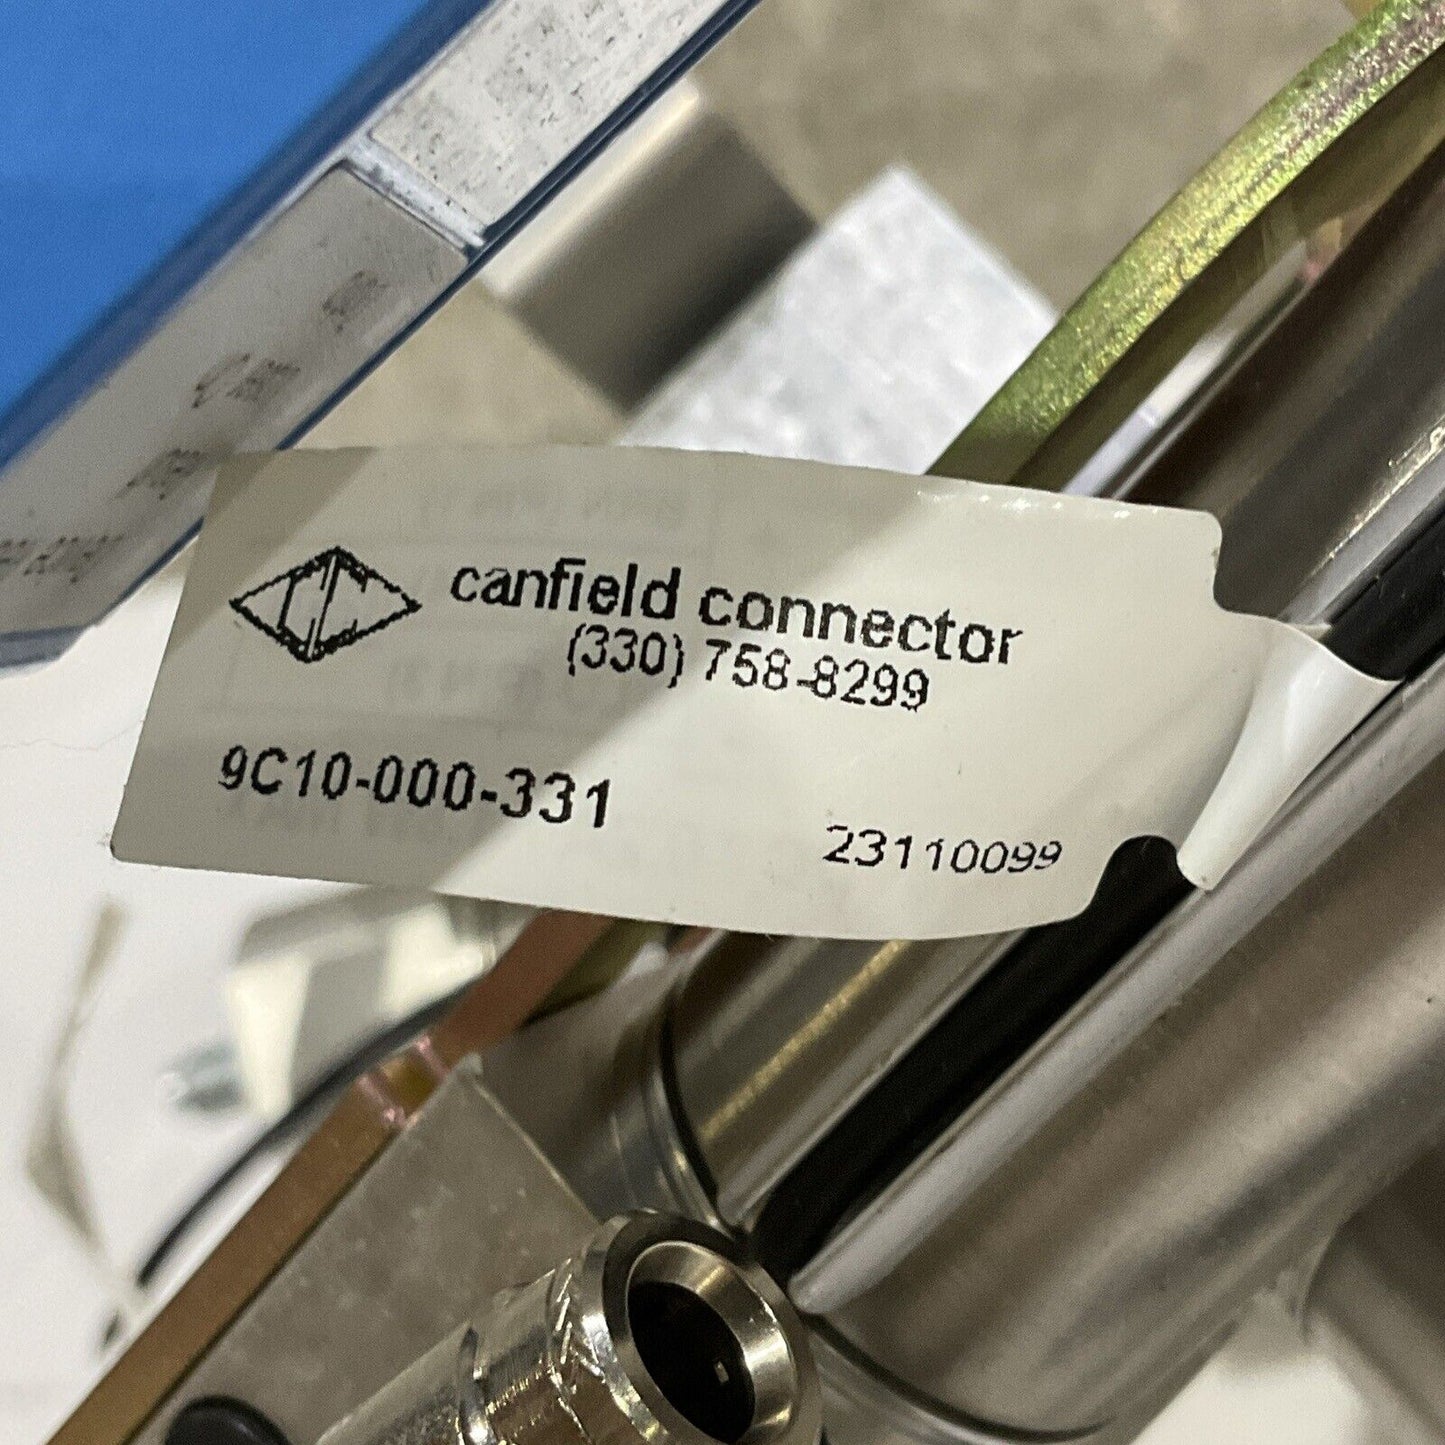 canfield connector
(330) 758-8299
9C10-000-331
23110099